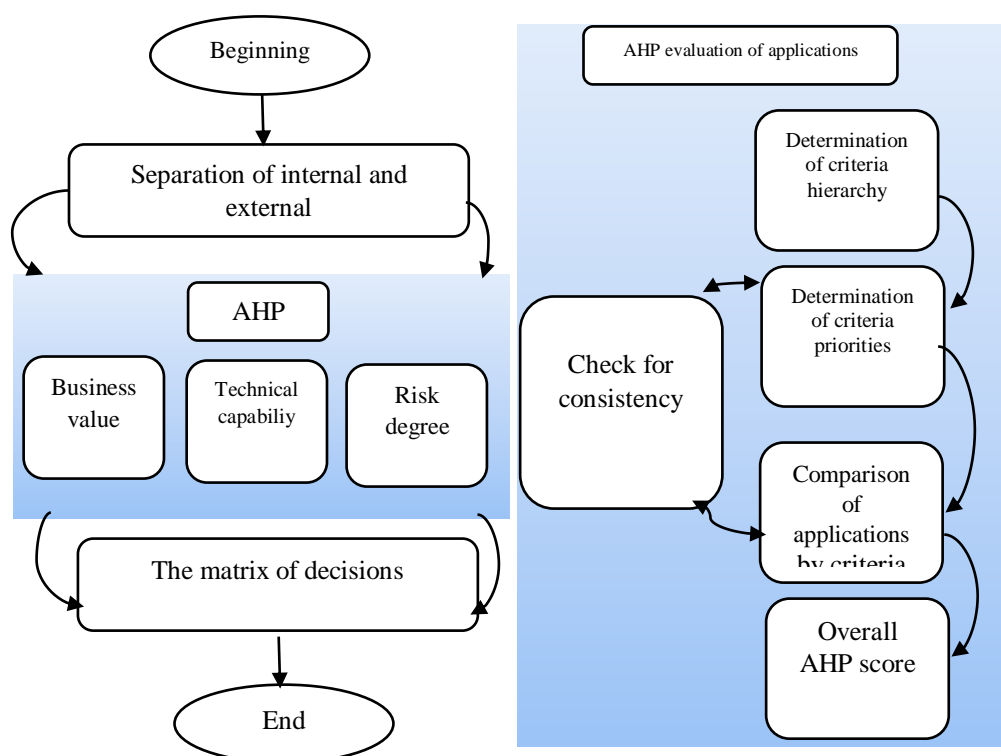 Beginning
Separation of internal and
external
AHP
Business
value
Technical
capabiliy
Risk
degree
The matrix of decisions
End
AHP evaluation of applications
Determination
of criteria
hierarchy
Determination
of criteria
priorities
Check for
consistency
Comparison
of
applications
by criteria
Overall
AHP score